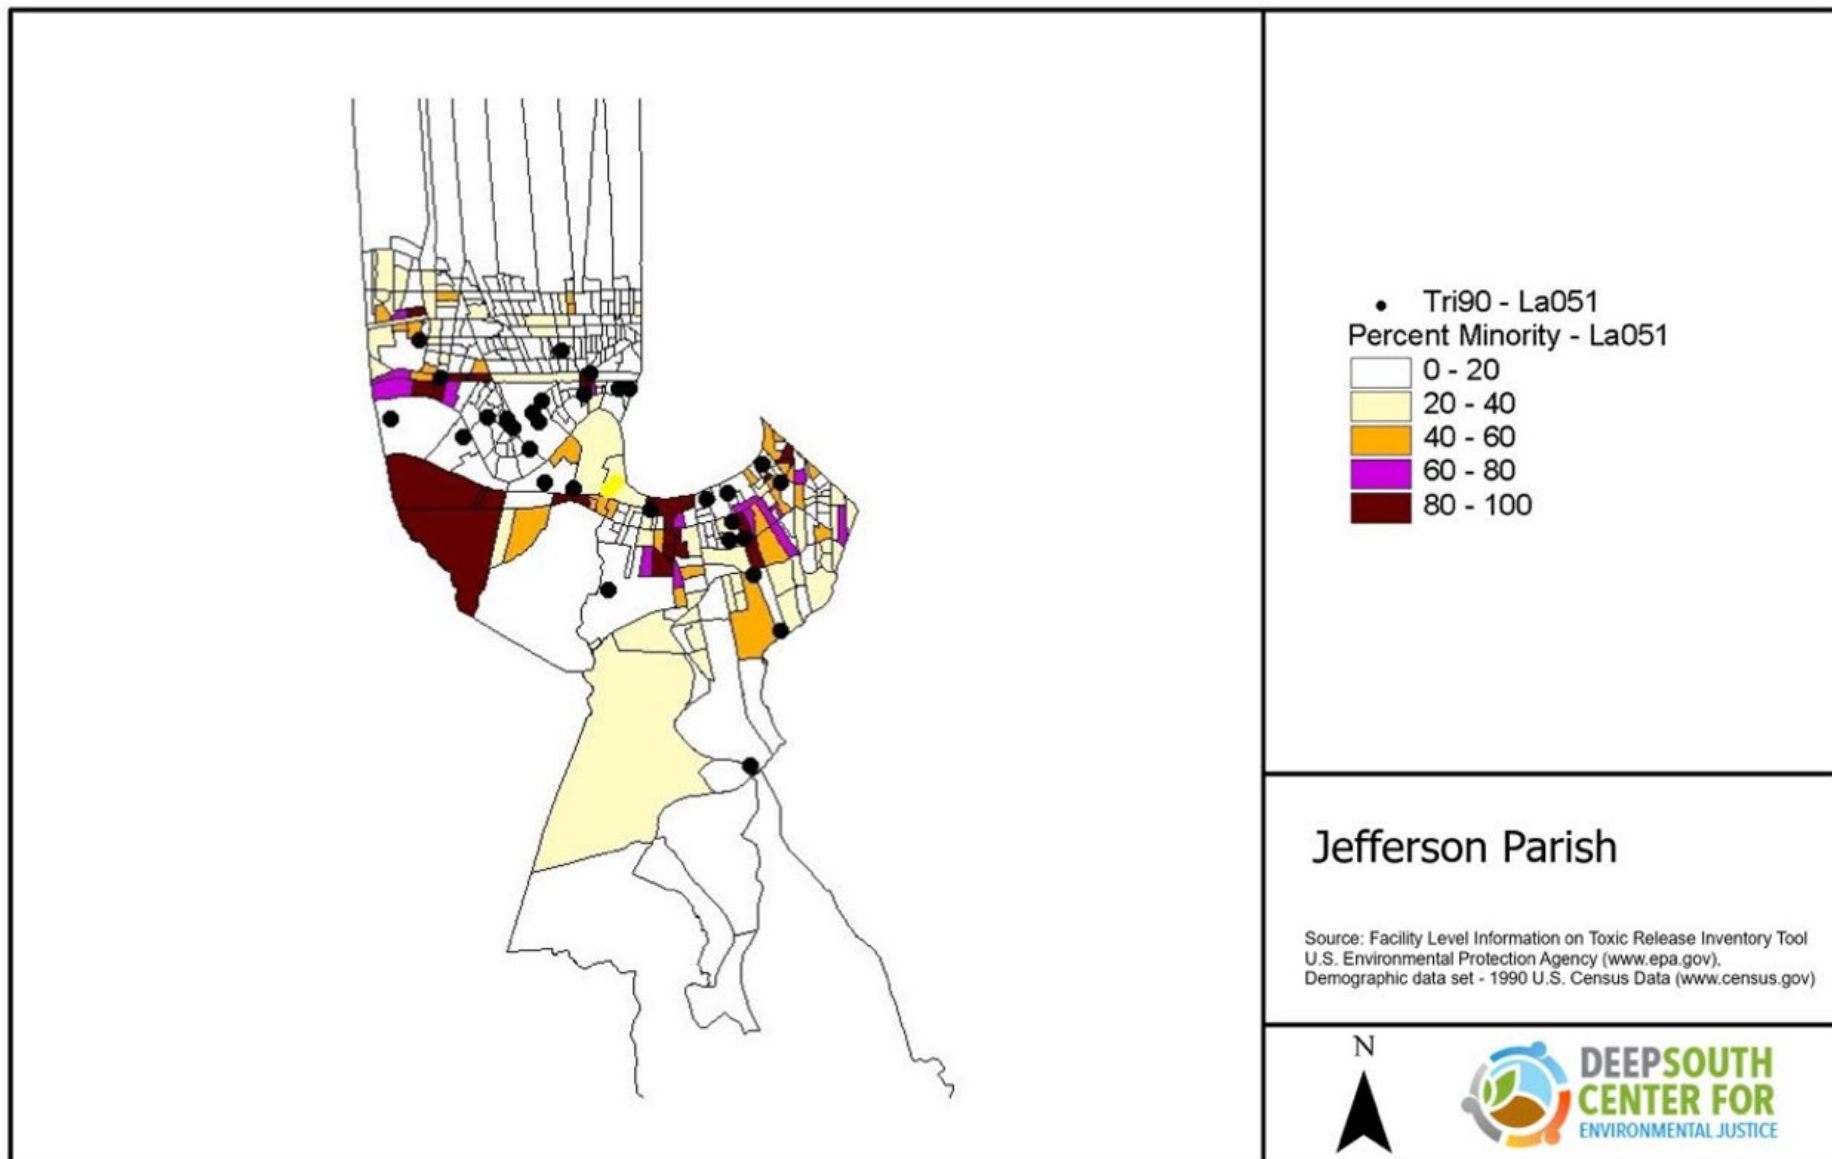 Tri90 - La051
Percent Minority - La051
0 - 20
20 - 40
40 - 60
60 - 80
80 - 100
Jefferson Parish
Source: Facility Level Information on Toxic Release Inventory Tool
U.S. Environmental Protection Agency (www.epa.gov),
Demographic data set - 1990 U.S. Census Data (www.census.gov)
N
DEEPSOUTH
CENTER FOR
ENVIRONMENTAL JUSTICE